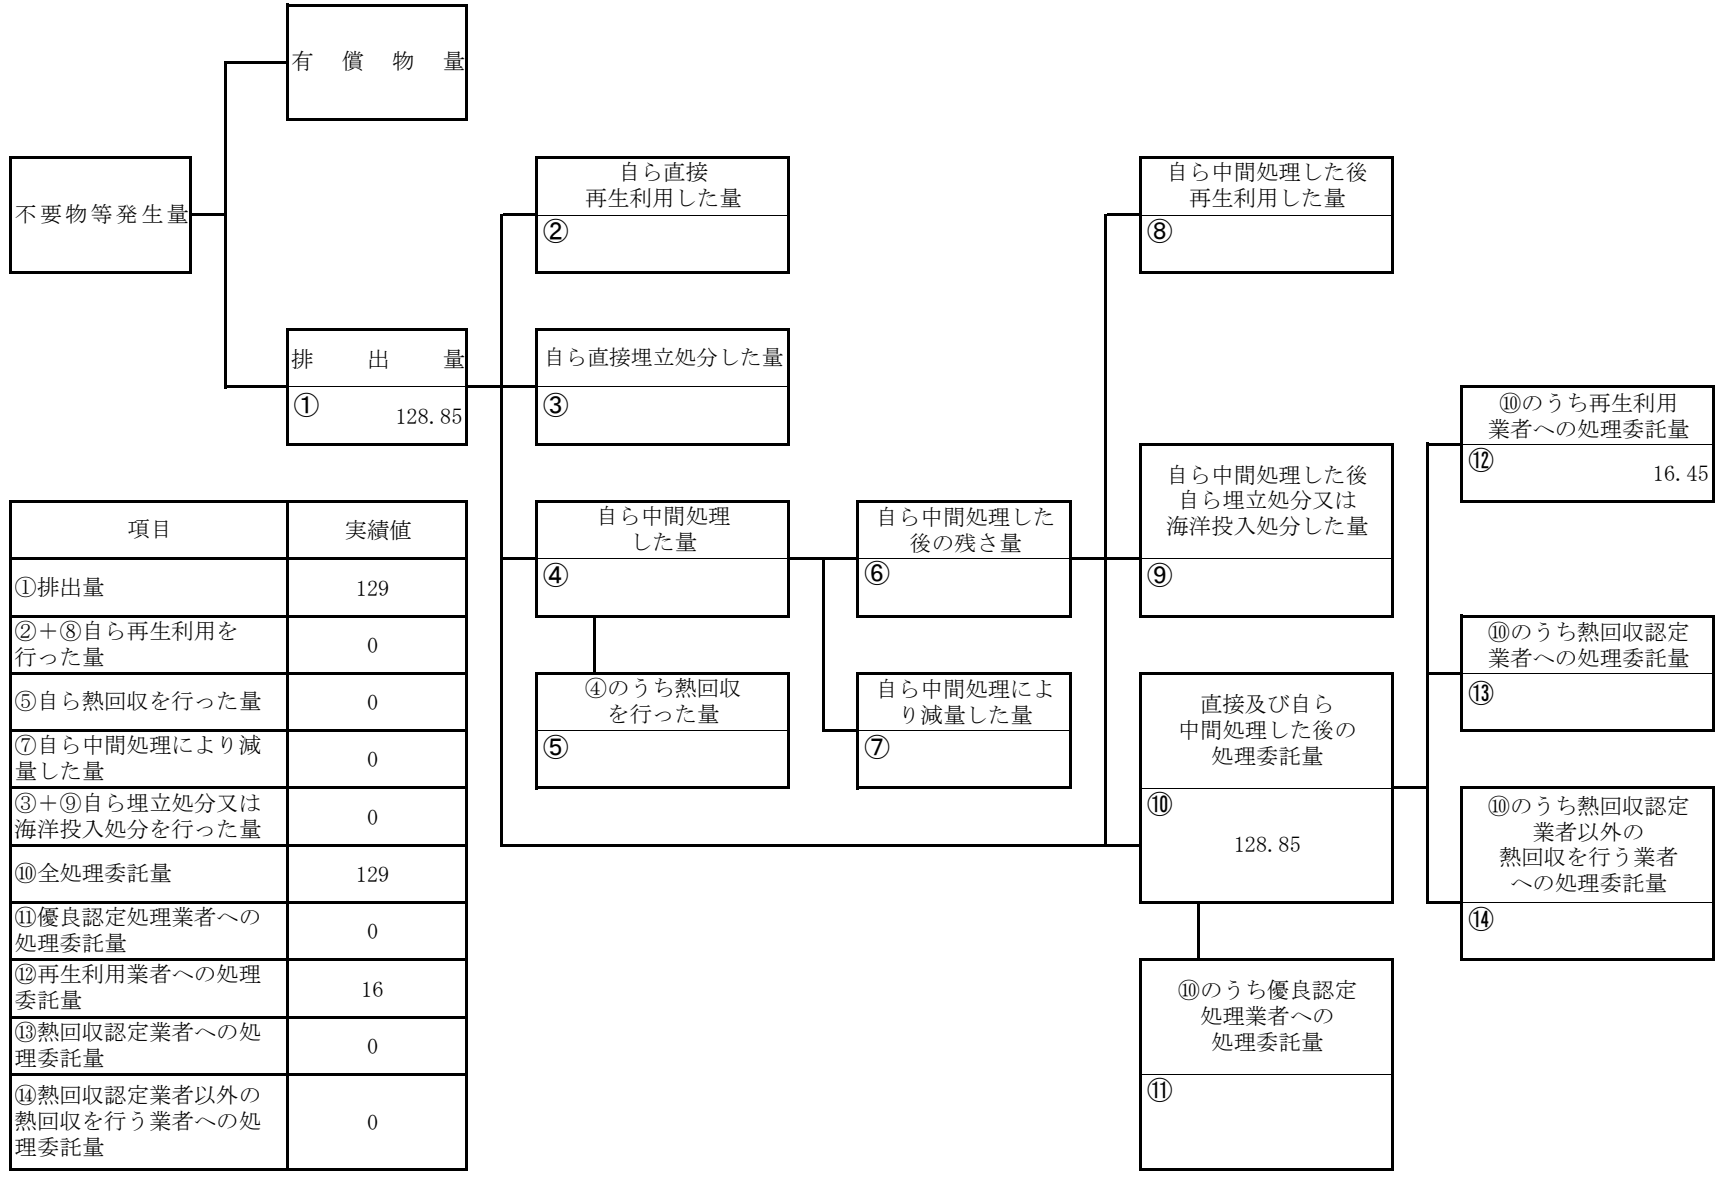 有償物量
不要物等発生量
自ら直接
再生利用した量
②
自ら中間処理した後
再生利用した量
⑧
排出量
①
128.85
自ら直接埋立処分した量
③
⑩のうち再生利用
業者への処理委託量
⑫
16.45
自ら中間処理
した量
④
自ら中間処理した
後の残さ量
⑥
自ら中間処理した後
自ら埋立処分又は
海洋投入処分した量
⑨
⑩のうち熱回収認定
業者への処理委託量
⑬
④のうち熱回収
を行った量
⑤
自ら中間処理によ
り減量した量
⑦
直接及び自ら
中間処理した後の
処理委託量
⑩
128.85
⑩のうち熱回収認定
業者以外の
熱回収を行う業者
への処理委託量
⑭
⑩のうち優良認定
処理業者への
処理委託量
⑪
項目 実績値
①排出量 129
②＋⑧自ら再生利用を
行った量 0
⑤自ら熱回収を行った量 0
⑦自ら中間処理により減
量した量 0
③＋⑨自ら埋立処分又は
海洋投入処分を行った量 0
⑩全処理委託量 129
⑪優良認定処理業者への
処理委託量 0
⑫再生利用業者への処理
委託量 16
⑬熱回収認定業者への処
理委託量 0
⑭熱回収認定業者以外の
熱回収を行う業者への処
理委託量 0